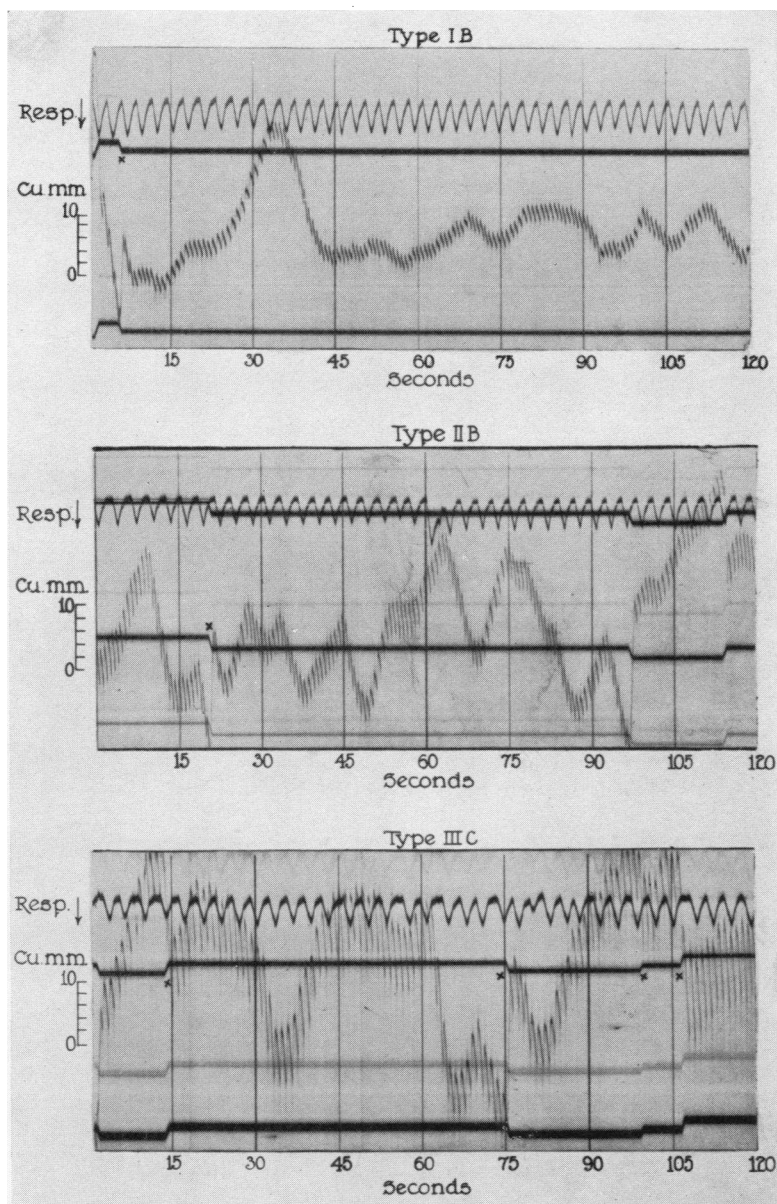 Type I B
Resp.
x
Cu mm
10
0
15 30 45 60 75 90 105 120
Seconds
Type II B
Resp.
Cu. mm.
10
x
0
15 30 45 60 75 90 105 120
Seconds
Type III C
Resp.
Cu. mm.
10
x x x x
0
15 30 45 60 75 90 105 120
Seconds